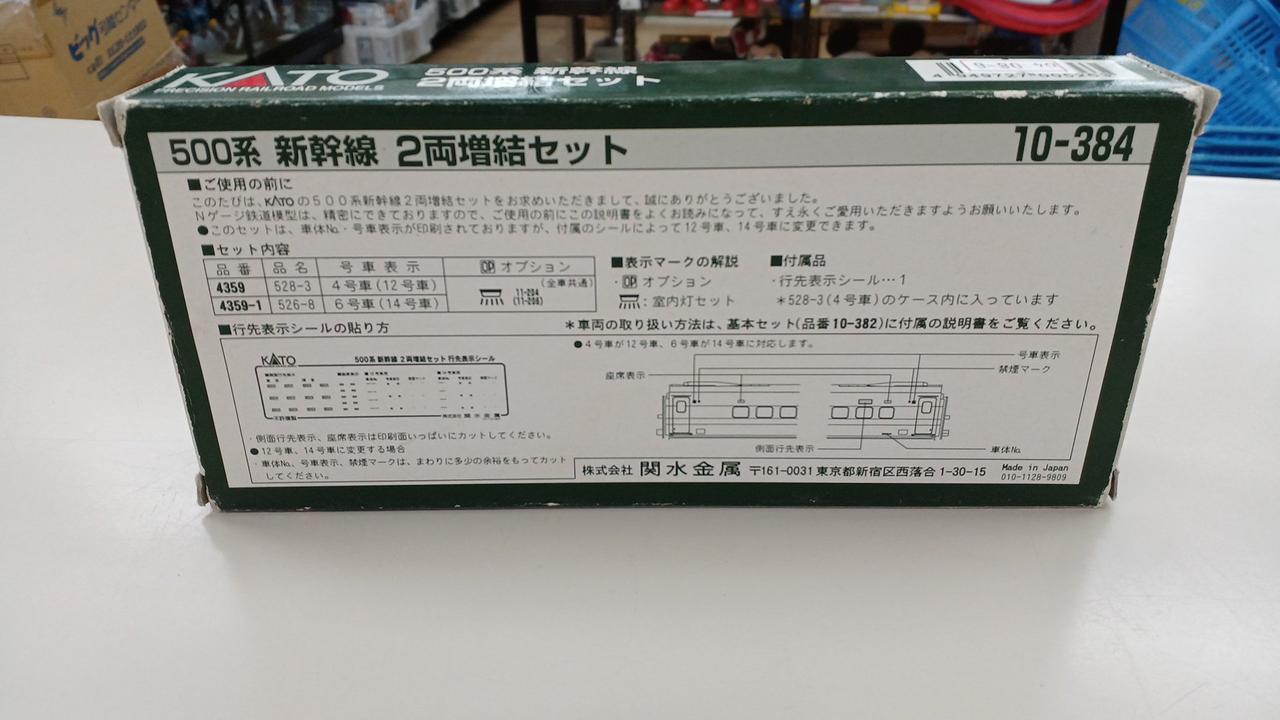 KATO
PRECISION RAILROAD MODELS
500系 新幹線
2両増結セット
500系 新幹線 2両増結セット 10-384
■ご使用の前に
このたびは、KATOの500系新幹線2両増結セットをお求めいただきまして、誠にありがとうございました。
Nゲージ鉄道模型は、精密にできておりますので、ご使用の前にこの説明書をよくお読みになって、すえ永くご愛用いただきますようお願いいたします。
●このセットは、車体No.・号車表示が印刷されておりますが、付属のシールによって12号車、14号車に変更できます。
■セット内容
品番 品名 号車表示 OP オプション
4359 528-3 4号車(12号車)
4359-1 526-8 6号車(14号車)
(全車共通)
11-204
(11-206)
■表示マークの解説
・OP オプション
：室内灯セット
■付属品
・行先表示シール…1
＊528-3(4号車)のケース内に入っています
■行先表示シールの貼り方
＊車両の取り扱い方法は、基本セット(品番10-382)に付属の説明書をご覧ください。
KATO
500系 新幹線 2両増結セット 行先表示シール
株式会社 関水金属
●4号車が12号車、6号車が14号車に対応します。
号車表示
禁煙マーク
座席表示
側面行先表示
車体No.
・側面行先表示、座席表示は印刷面いっぱいにカットしてください。
●12号車、14号車に変更する場合
・車体No.、号車表示、禁煙マークは、まわりに多少の余裕をもってカット
してください。
株式会社 関水金属 〒161-0031 東京都新宿区西落合1-30-15
Made in Japan
010-1128-9809